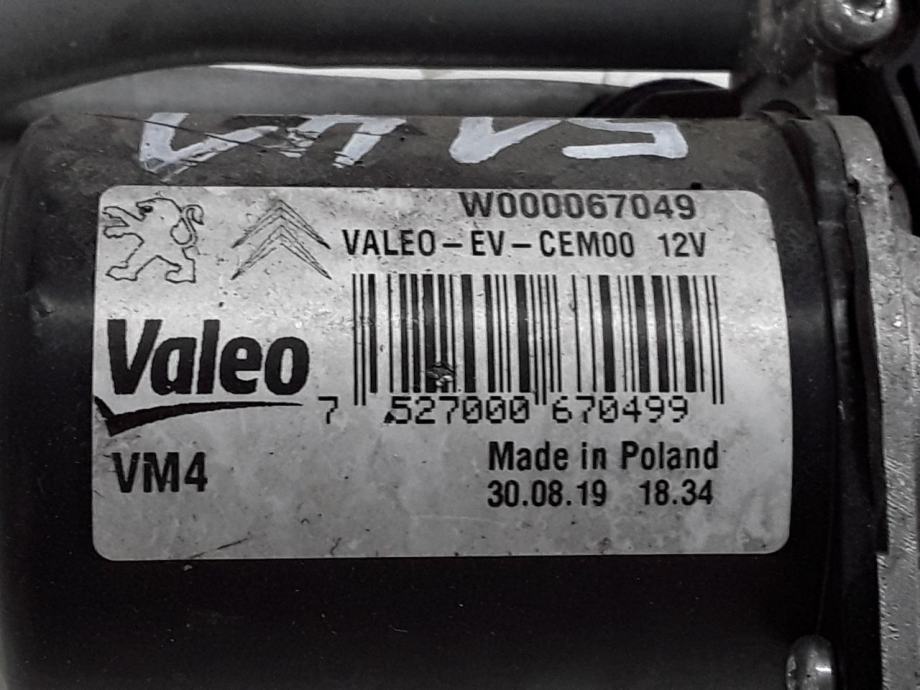 W000067049
VALEO-EV-CEM00 12V
Valeo
7 527000 670499
VM4
Made in Poland
30.08.19 18.34